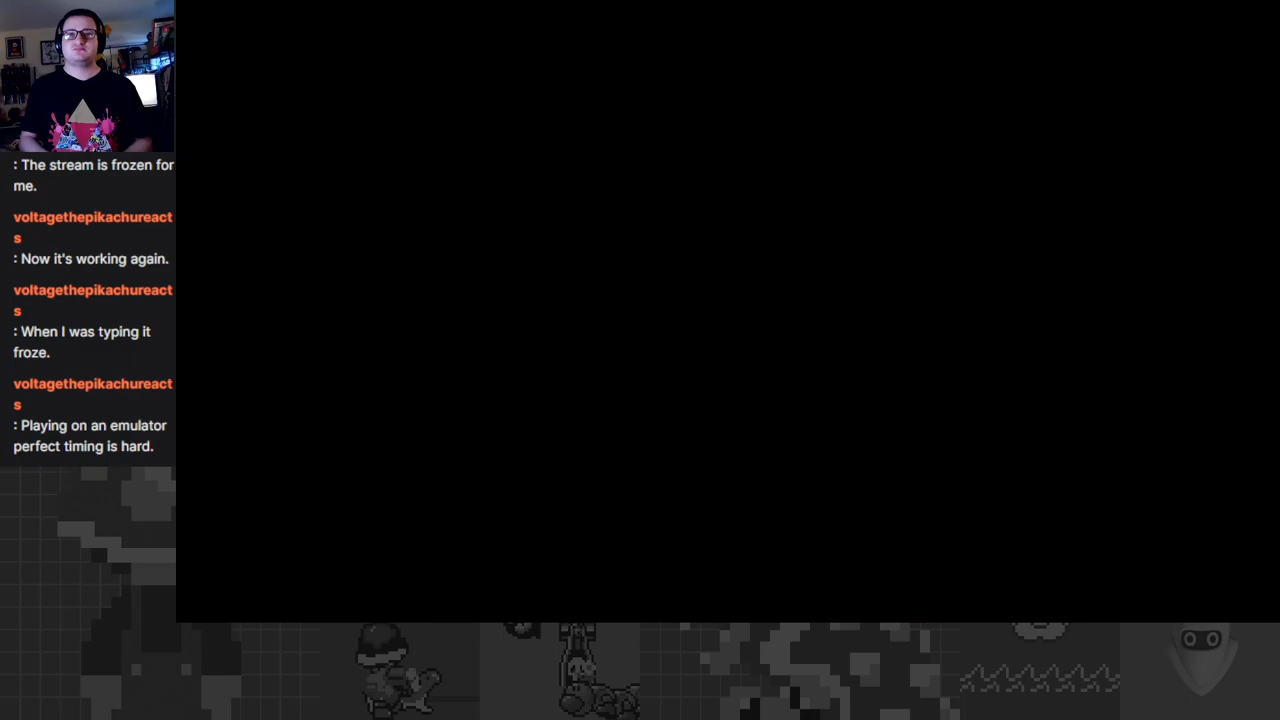 : The stream is frozen for
me.
voltagethepikachureact
s
: Now it's working again.
voltagethepikachureact
s
: When I was typing it
froze.
voltagethepikachureact
s
: Playing on an emulator
perfect timing is hard.